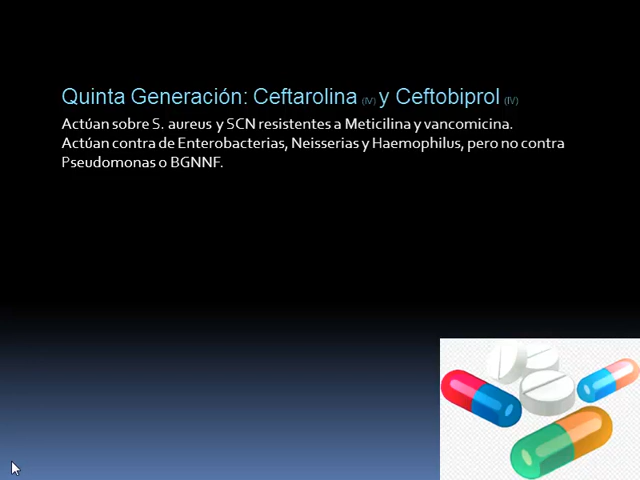 Quinta Generación: Ceftarolina (IV) y Ceftobiprol (IV)
Actúan sobre S. aureus y SCN resistentes a Meticilina y vancomicina.
Actúan contra de Enterobacterias, Neisserias y Haemophilus, pero no contra
Pseudomonas o BGNNF.